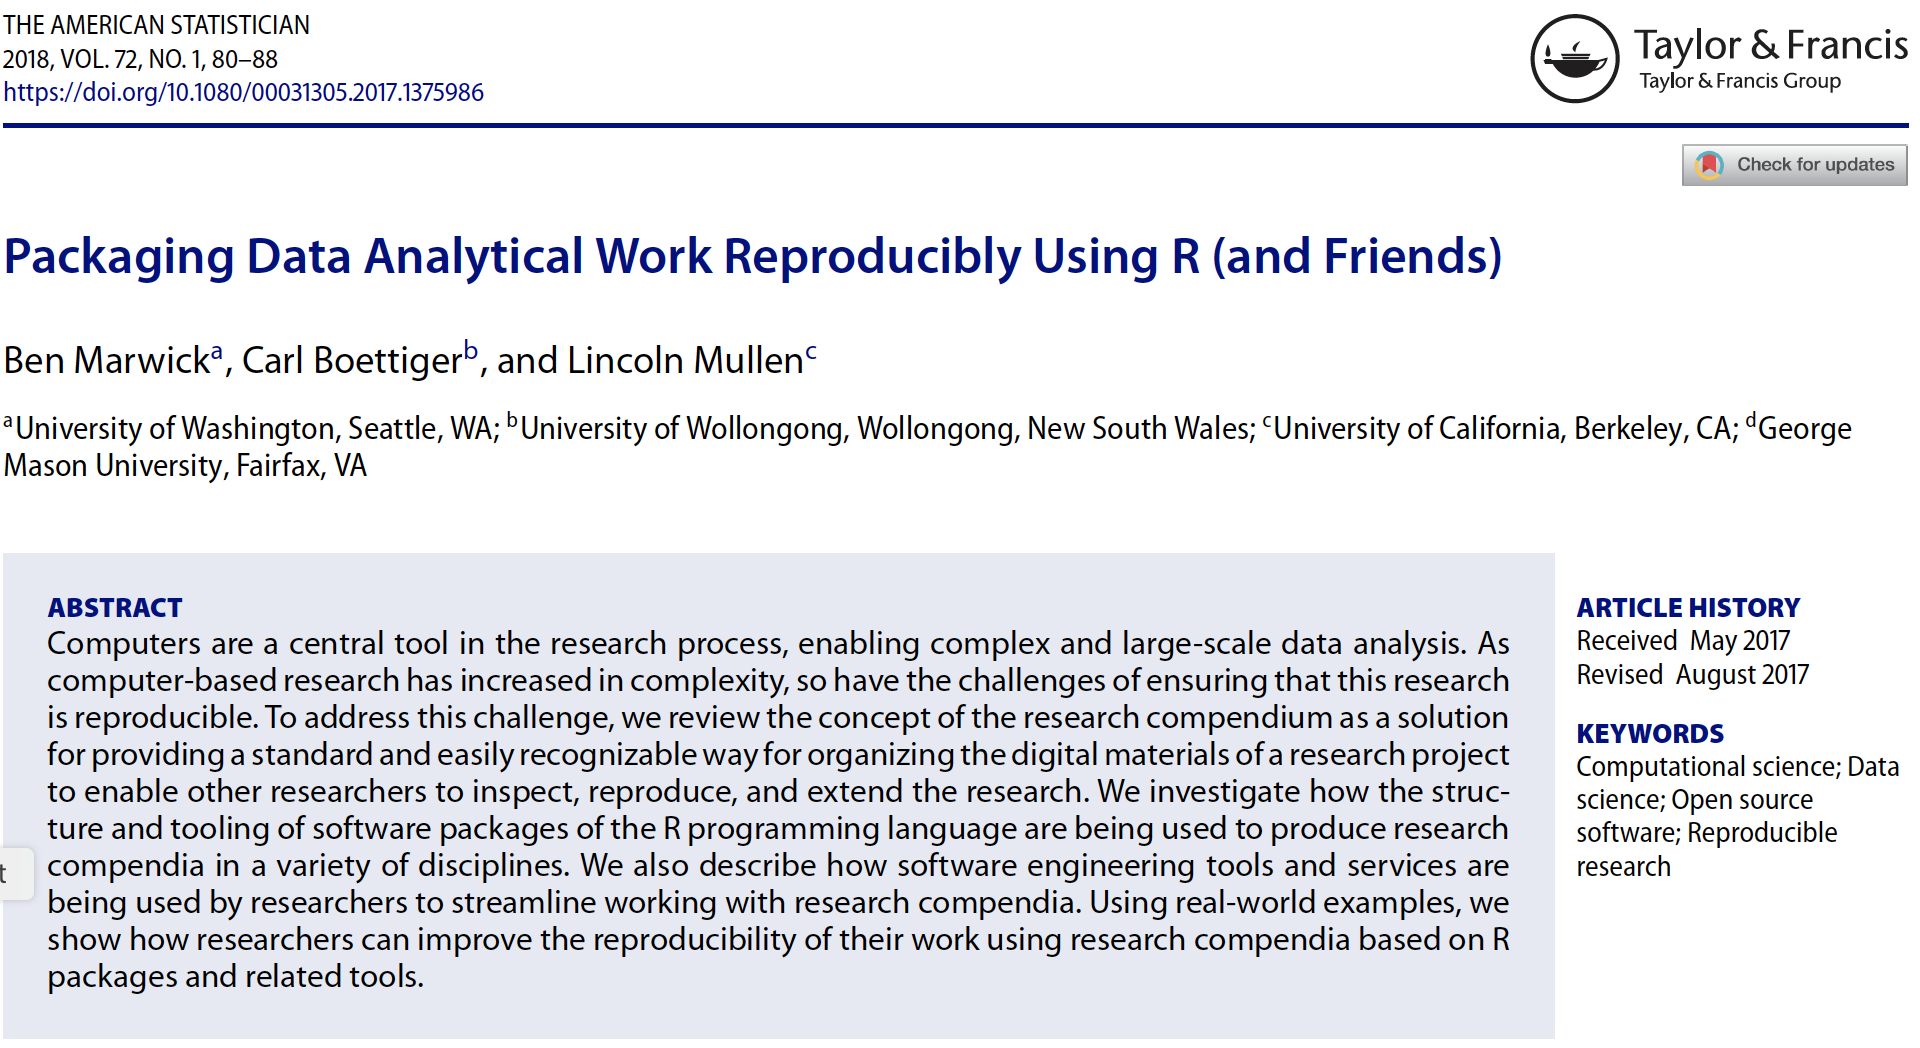 THE AMERICAN STATISTICIAN
2018, VOL. 72, NO. 1, 80–88
https://doi.org/10.1080/00031305.2017.1375986
Taylor & Francis
Taylor & Francis Group
Check for updates
Packaging Data Analytical Work Reproducibly Using R (and Friends)
Ben Marwickᵃ, Carl Boettigerᵇ, and Lincoln Mullenᶜ
ᵃUniversity of Washington, Seattle, WA; ᵇUniversity of Wollongong, Wollongong, New South Wales; ᶜUniversity of California, Berkeley, CA; ᵈGeorge
Mason University, Fairfax, VA
ABSTRACT
Computers are a central tool in the research process, enabling complex and large-scale data analysis. As
computer-based research has increased in complexity, so have the challenges of ensuring that this research
is reproducible. To address this challenge, we review the concept of the research compendium as a solution
for providing a standard and easily recognizable way for organizing the digital materials of a research project
to enable other researchers to inspect, reproduce, and extend the research. We investigate how the struc-
ture and tooling of software packages of the R programming language are being used to produce research
compendia in a variety of disciplines. We also describe how software engineering tools and services are
being used by researchers to streamline working with research compendia. Using real-world examples, we
show how researchers can improve the reproducibility of their work using research compendia based on R
packages and related tools.
t
ARTICLE HISTORY
Received May 2017
Revised August 2017
KEYWORDS
Computational science; Data
science; Open source
software; Reproducible
research